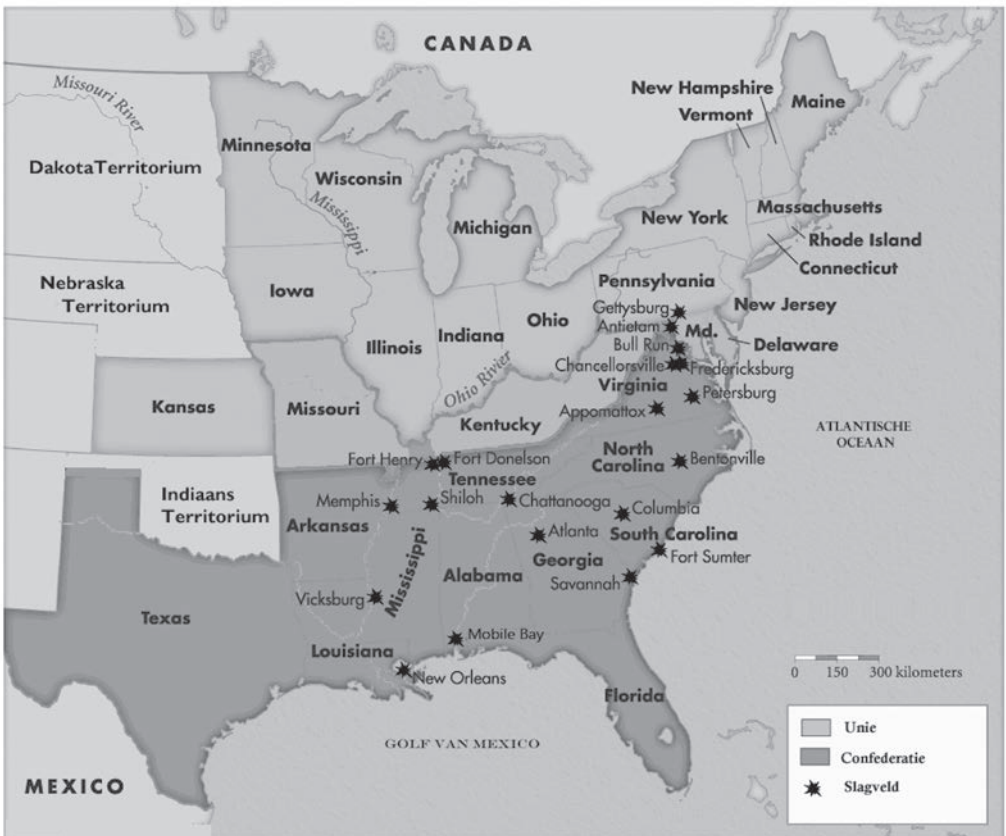 CANADA
Missouri River
New Hampshire
Vermont
Maine
Minnesota
Dakota Territorium
Wisconsin
Mississippi
Michigan
New York
Massachusetts
Rhode Island
Connecticut
Nebraska
Territorium
Iowa
Pennsylvania
Gettysburg
New Jersey
Ohio
Antietam
Md.
Indiana
Illinois
Bull Run
Delaware
Chancellorsville
Fredericksburg
Ohio Rivier
Virginia
Petersburg
Kansas
Missouri
Appomattox
Kentucky
ATLANTISCHE
OCEAAN
North
Carolina
Bentonville
Fort Henry
Fort Donelson
Tennessee
Indiaans
Territorium
Memphis
Shiloh
Chattanooga
Columbia
Arkansas
Atlanta
South Carolina
Fort Sumter
Georgia
Mississippi
Alabama
Savannah
Vicksburg
Texas
Mobile Bay
Louisiana
New Orleans
0 150 300 kilometers
Florida
GOLF VAN MEXICO
MEXICO
Unie
Confederatie
Slagveld